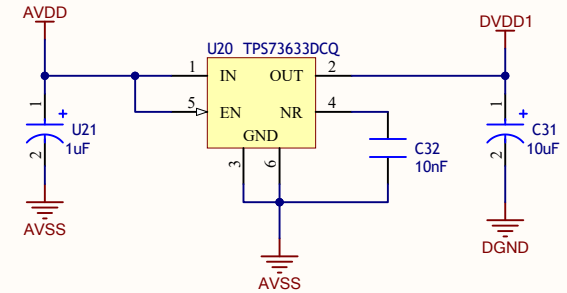 AVDD
DVDD1
U20 TPS73633DCQ
1 IN OUT 2
5 EN NR 4
GND
3 6
1 + U21
2 1uF
C32
10nF
1 + C31
2 10uF
AVSS
DGND
AVSS